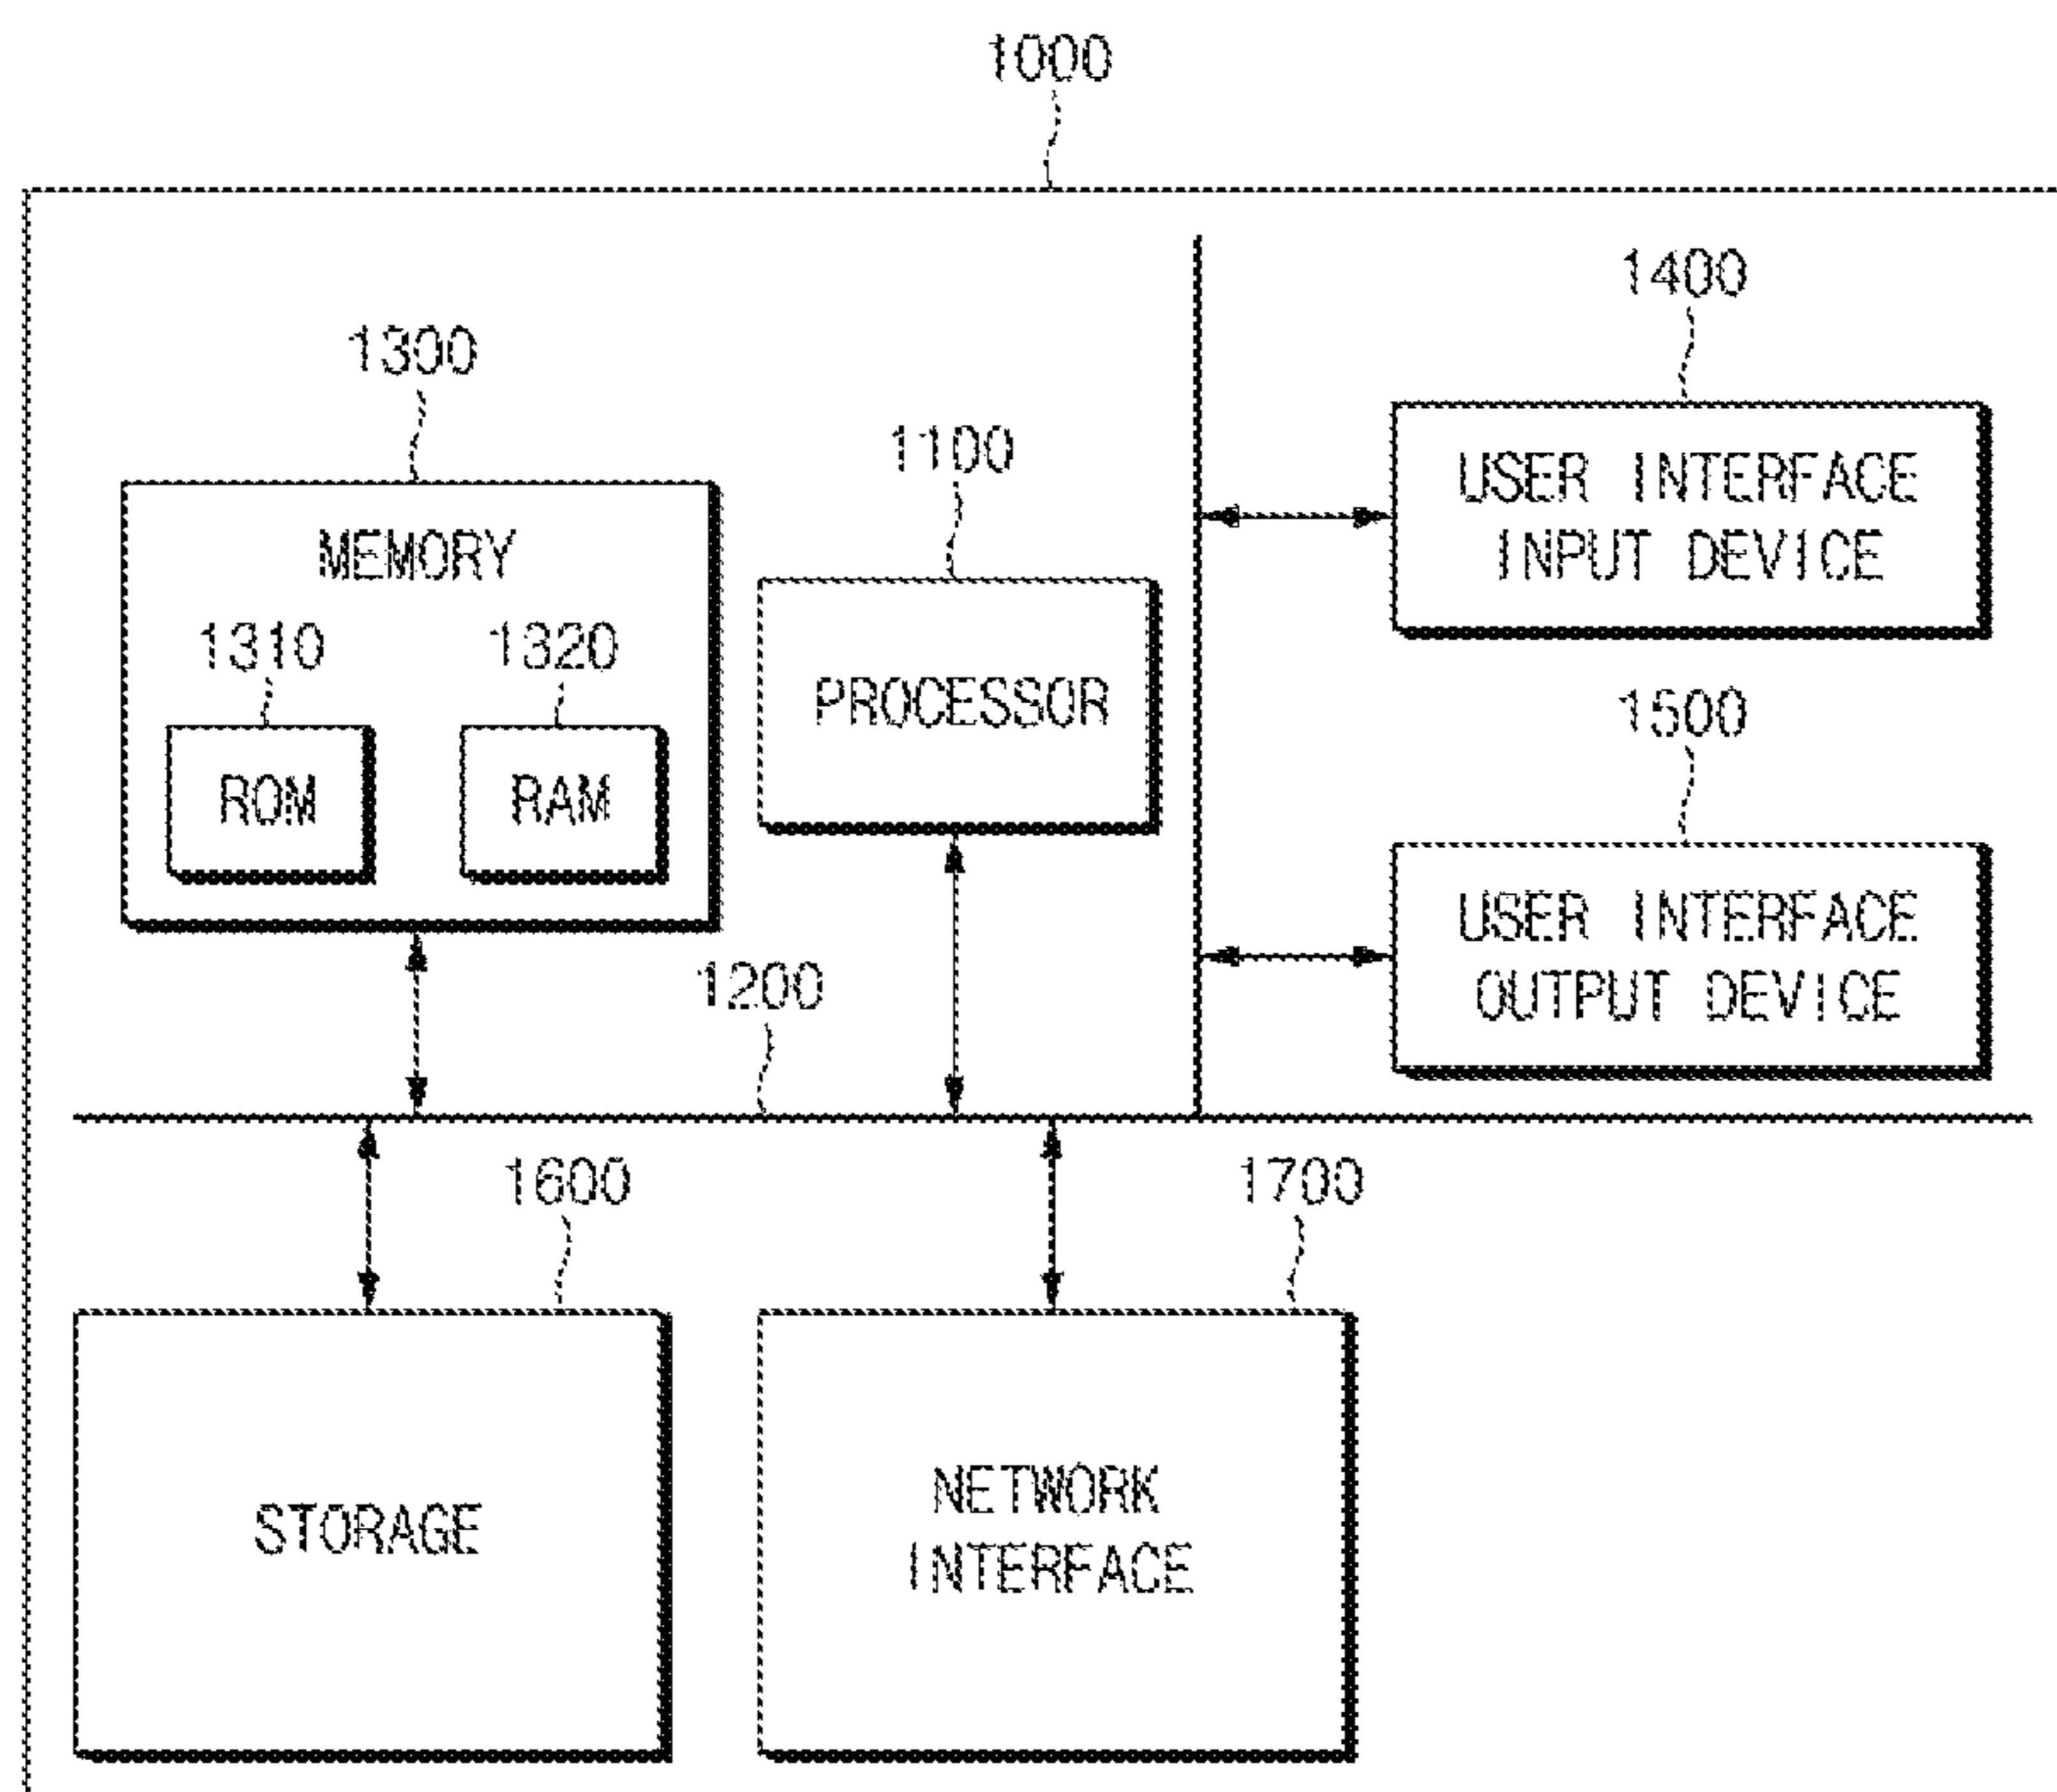 1000
1400
1300
1100
USER INTERFACE
INPUT DEVICE
MEMORY
1310
1320
PROCESSOR
1500
ROM
RAM
USER INTERFACE
OUTPUT DEVICE
1200
1600
1700
NETWORK
INTERFACE
STORAGE